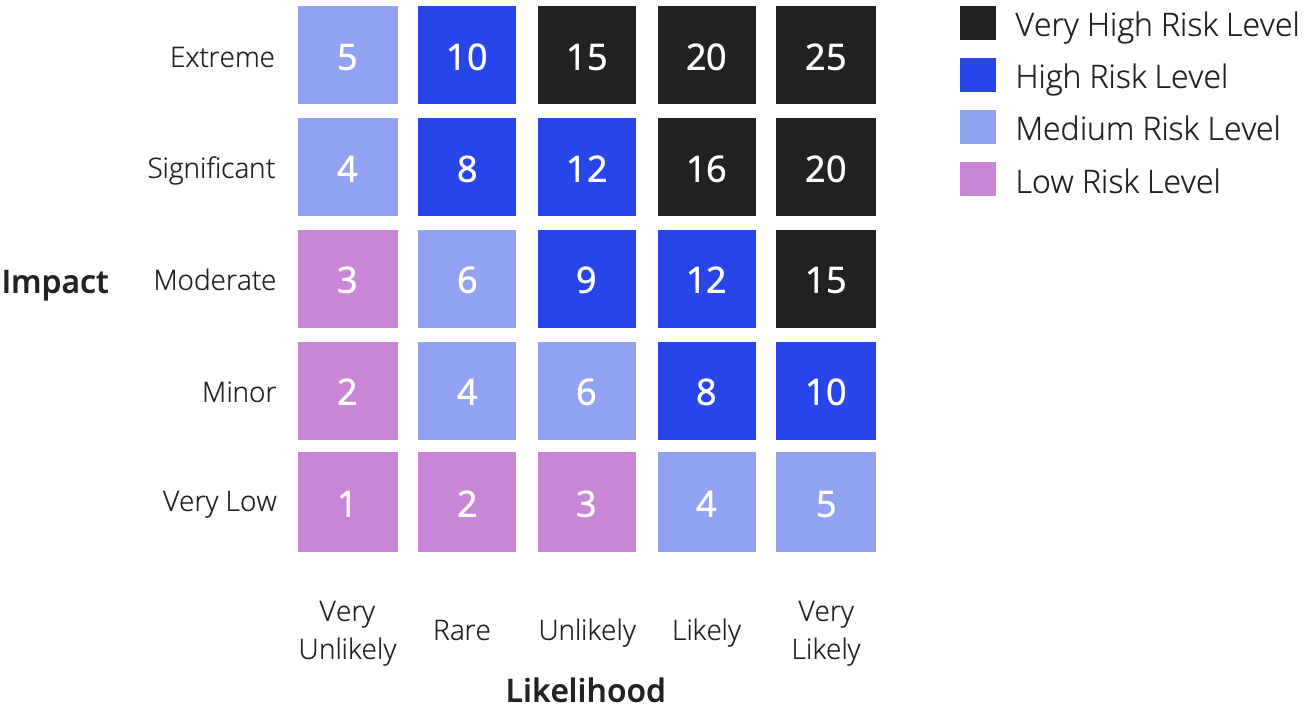 Extreme 5 10 15 20 25
Significant 4 8 12 16 20
Impact Moderate 3 6 9 12 15
Minor 2 4 6 8 10
Very Low 1 2 3 4 5
Very
Unlikely
Rare
Unlikely
Likely
Very
Likely
Likelihood
Very High Risk Level
High Risk Level
Medium Risk Level
Low Risk Level